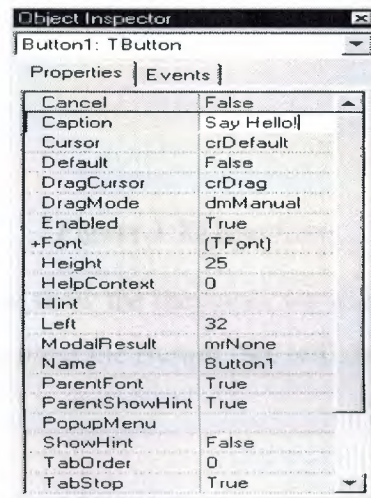 Object Inspector
Button1: TButton
Properties Events
Cancel False
Caption Say Hello!
Cursor crDefault
Default False
DragCursor crDrag
DragMode dmManual
Enabled True
+Font (TFont)
Height 25
HelpContext 0
Hint
Left 32
ModalResult mrNone
Name Button1
ParentFont True
ParentShowHint True
PopupMenu
ShowHint False
TabOrder 0
TabStop True